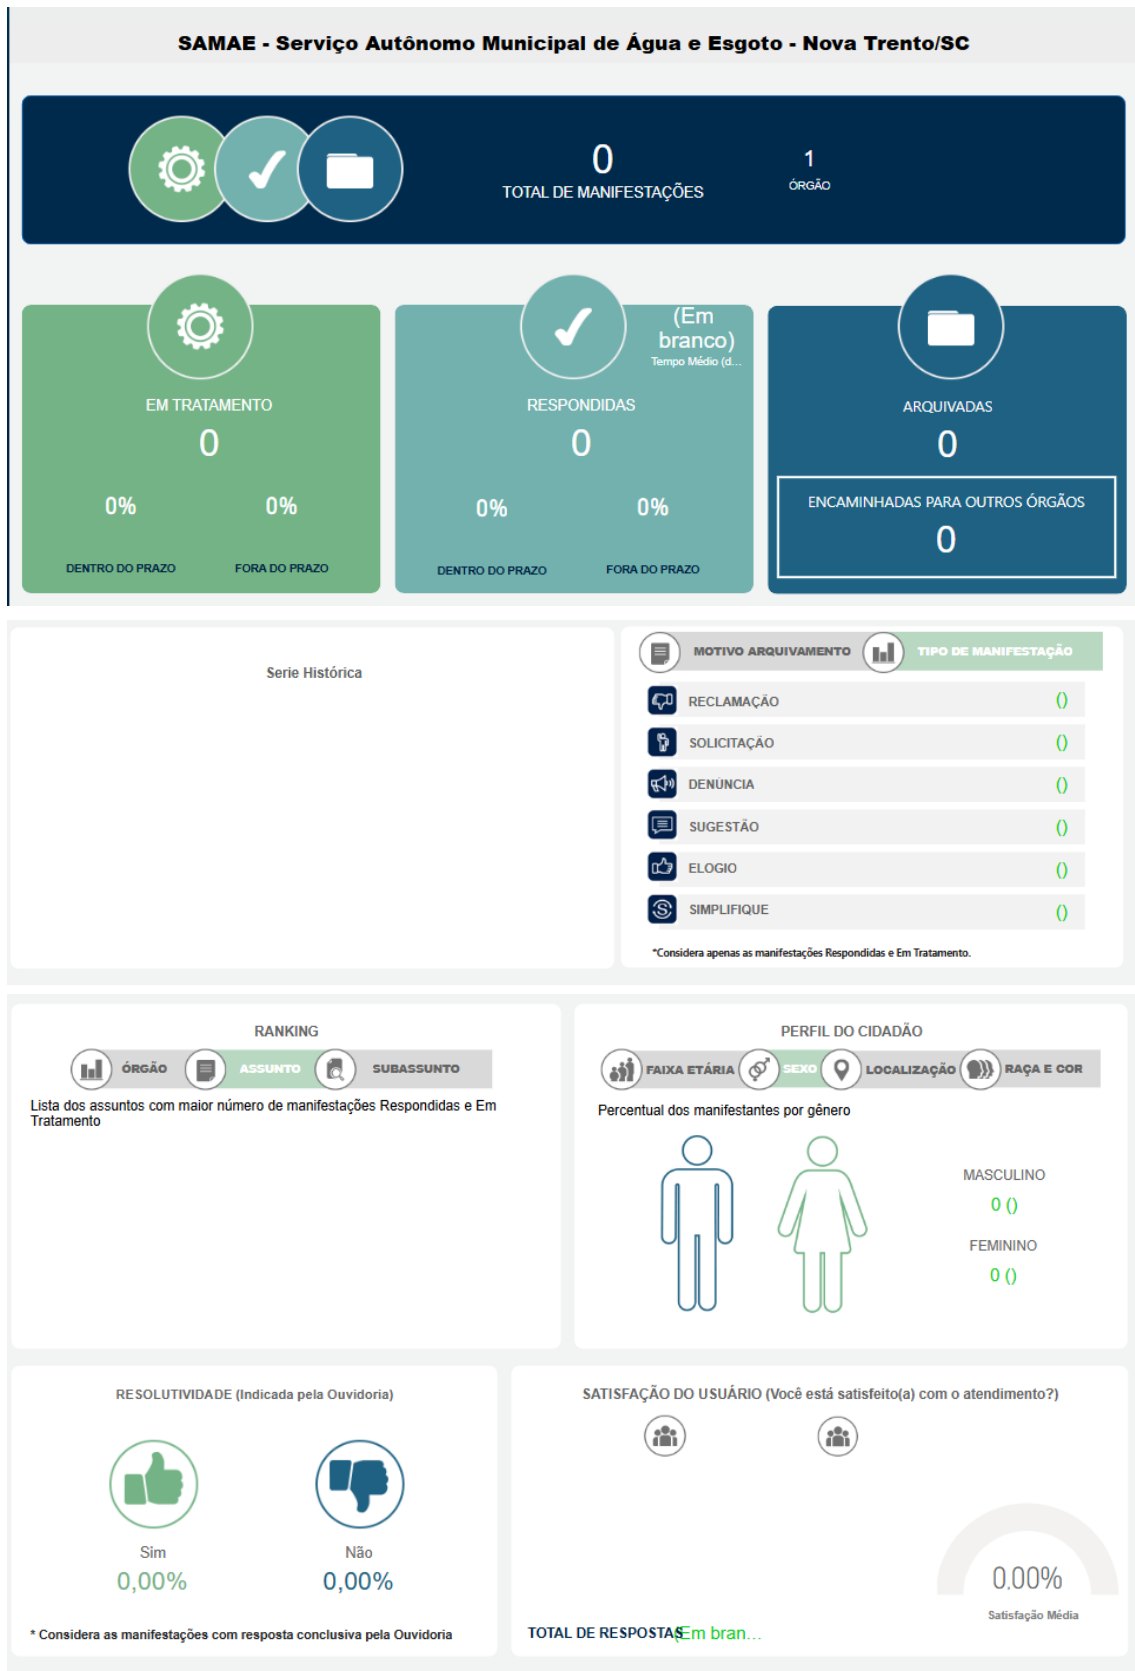 SAMAE - Serviço Autônomo Municipal de Água e Esgoto - Nova Trento/SC
0
TOTAL DE MANIFESTAÇÕES
1
ÓRGÃO
EM TRATAMENTO
0
0%
0%
DENTRO DO PRAZO
FORA DO PRAZO
(Em
branco)
Tempo Médio (d...
RESPONDIDAS
0
0%
0%
DENTRO DO PRAZO
FORA DO PRAZO
ARQUIVADAS
0
ENCAMINHADAS PARA OUTROS ÓRGÃOS
0
Serie Histórica
MOTIVO ARQUIVAMENTO
TIPO DE MANIFESTAÇÃO
RECLAMAÇÃO ()
SOLICITAÇÃO ()
DENÚNCIA ()
SUGESTÃO ()
ELOGIO ()
SIMPLIFIQUE ()
*Considera apenas as manifestações Respondidas e Em Tratamento.
RANKING
ÓRGÃO
ASSUNTO
SUBASSUNTO
Lista dos assuntos com maior número de manifestações Respondidas e Em
Tratamento
PERFIL DO CIDADÃO
FAIXA ETÁRIA
SEXO
LOCALIZAÇÃO
RAÇA E COR
Percentual dos manifestantes por gênero
MASCULINO
0 ()
FEMININO
0 ()
RESOLUTIVIDADE (Indicada pela Ouvidoria)
Sim
0,00%
Não
0,00%
* Considera as manifestações com resposta conclusiva pela Ouvidoria
SATISFAÇÃO DO USUÁRIO (Você está satisfeito(a) com o atendimento?)
0,00%
Satisfação Média
TOTAL DE RESPOSTAS (Em bran...